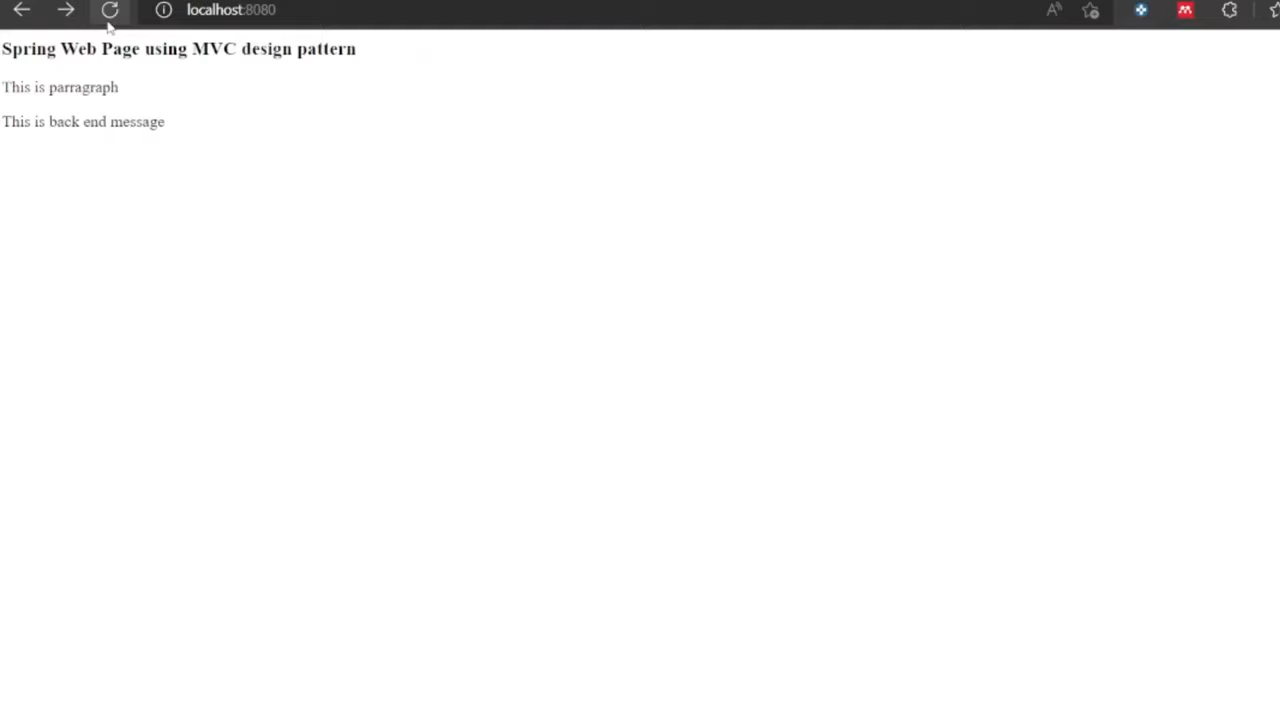 localhost:8080
Spring Web Page using MVC design pattern
This is parragraph
This is back end message